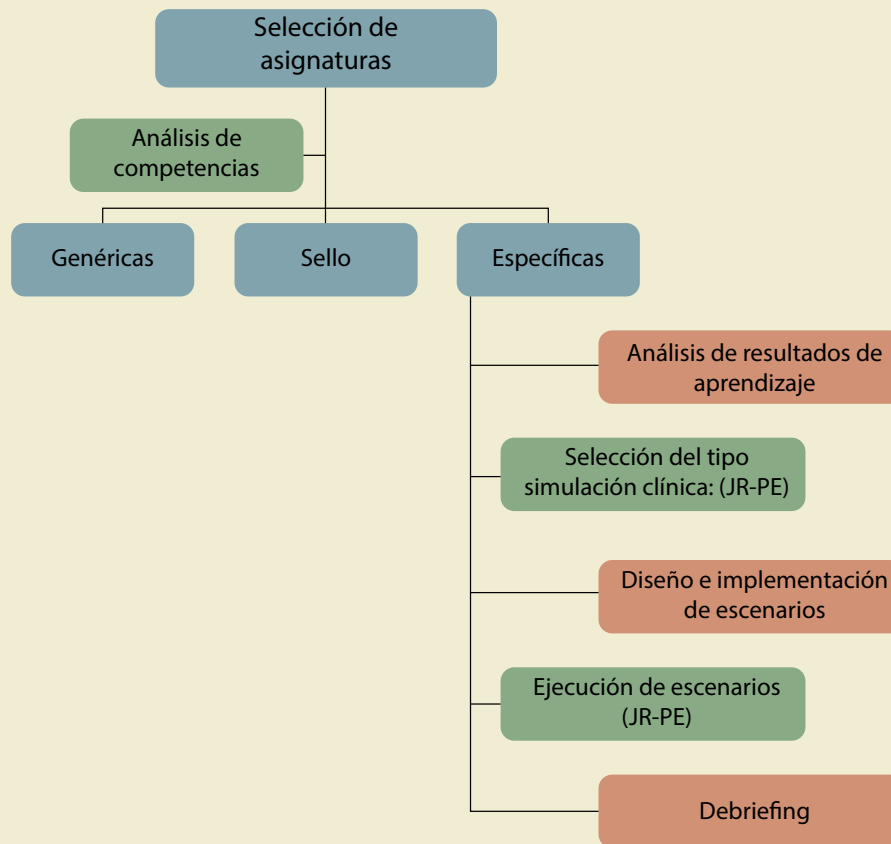 Selección de
asignaturas
Análisis de
competencias
Genéricas
Sello
Específicas
Análisis de resultados de
aprendizaje
Selección del tipo
simulación clínica: (JR-PE)
Diseño e implementación
de escenarios
Ejecución de escenarios
(JR-PE)
Debriefing